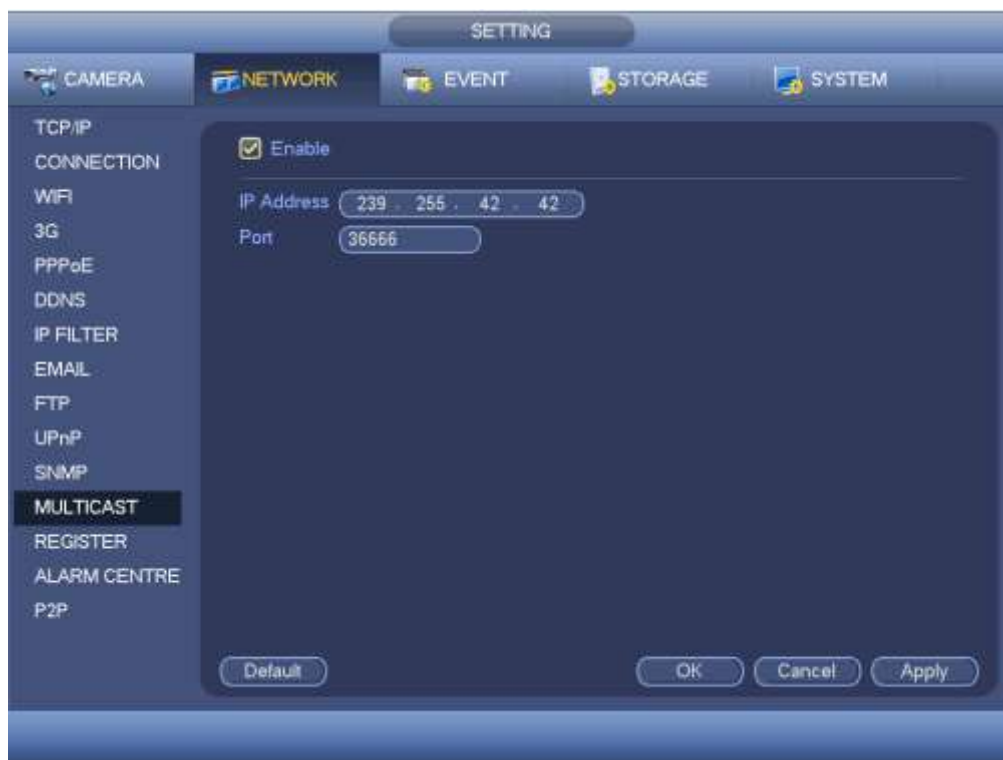 SETTING
CAMERA NETWORK EVENT STORAGE SYSTEM
TCP/IP
CONNECTION
WIFI
3G
PPPoE
DDNS
IP FILTER
EMAIL
FTP
UPnP
SNMP
MULTICAST
REGISTER
ALARM CENTRE
P2P
Enable
IP Address 239 . 255 . 42 . 42
Port 36666
Default OK Cancel Apply